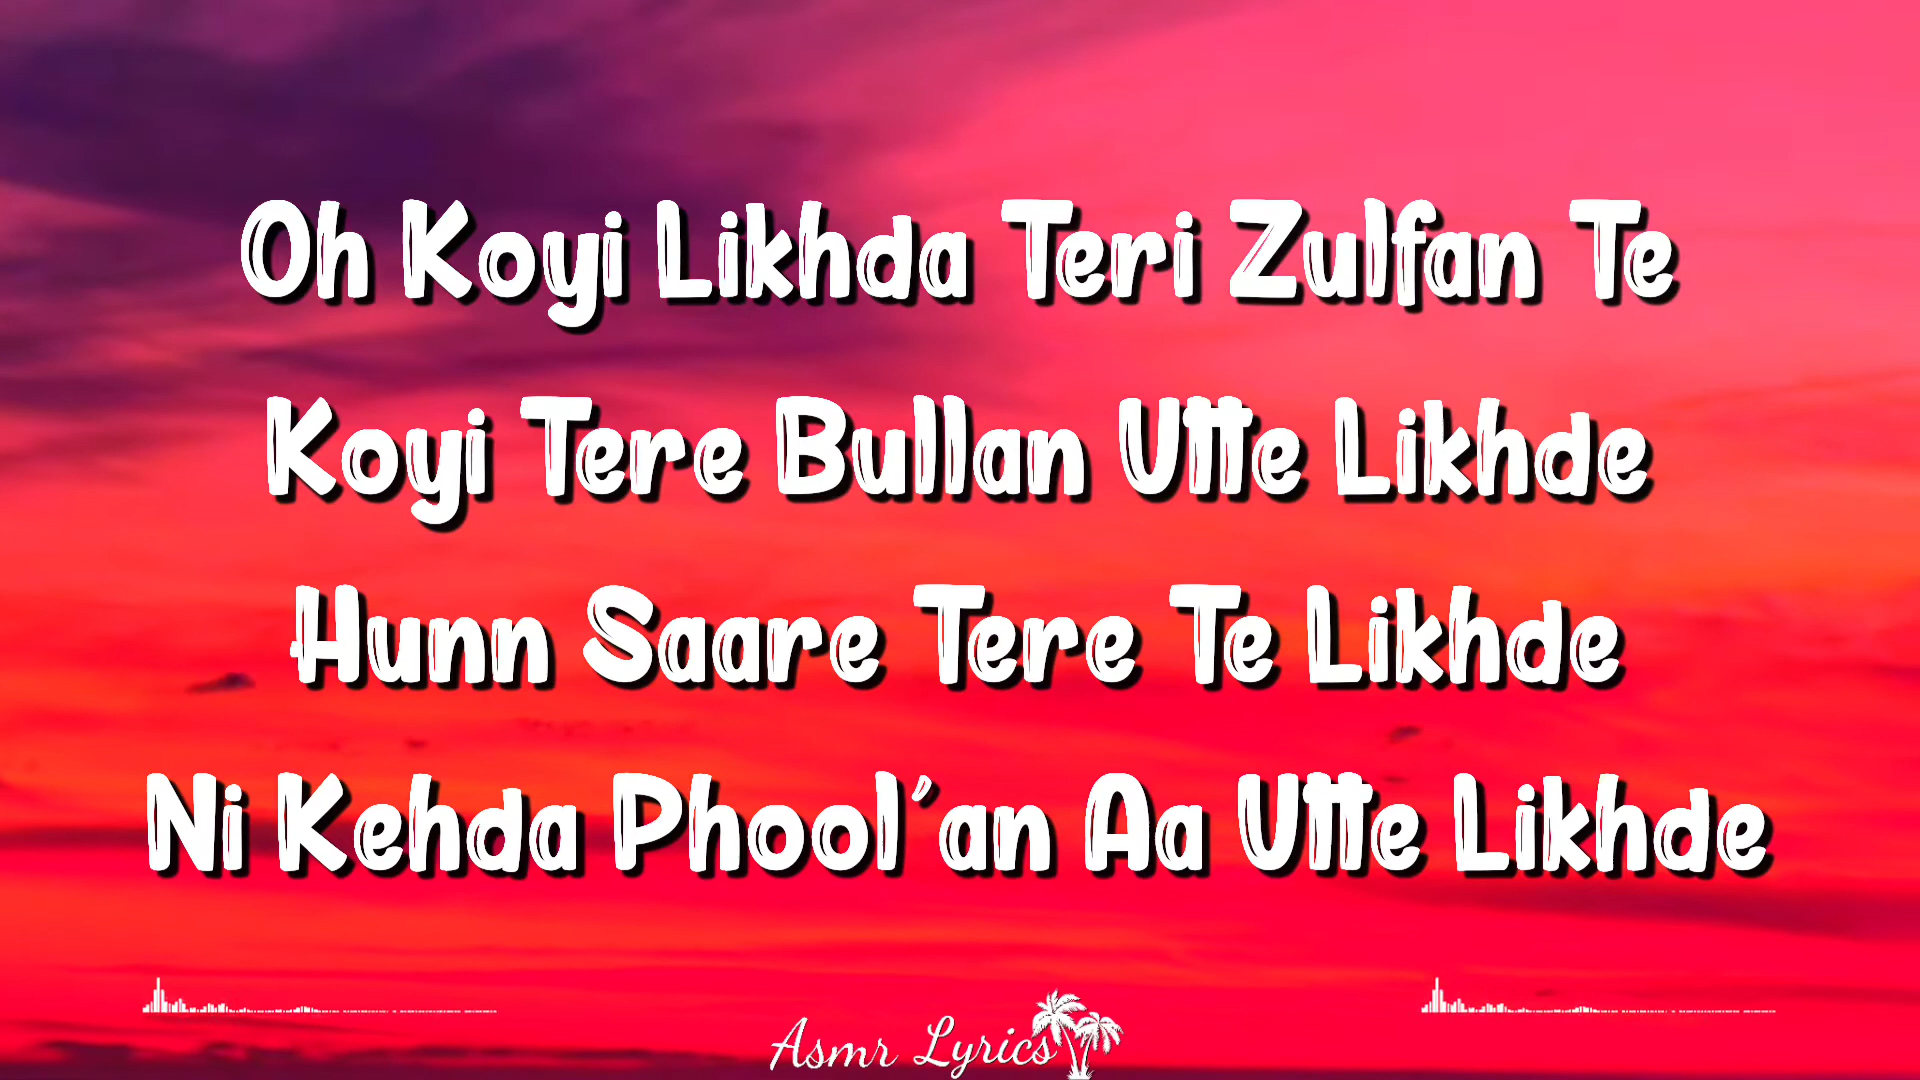 Oh Koyi Likhda Teri Zulfan Te
Koyi Tere Bullan Utte Likhde
Hunn Saare Tere Te Likhde
Ni Kehda Phool'an Aa Utte Likhde
Asmr Lyrics